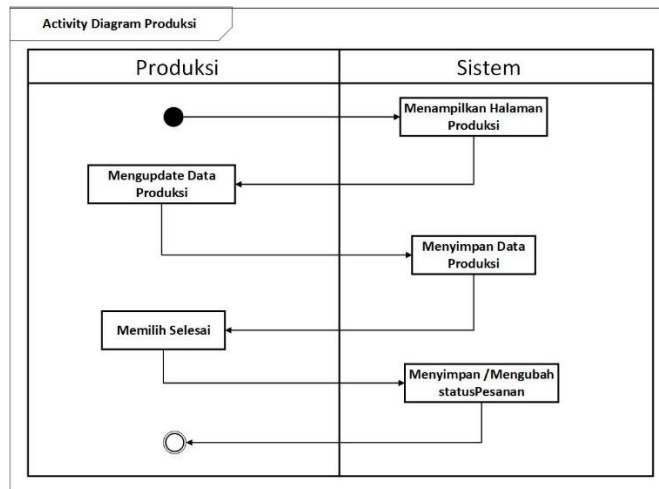 Activity Diagram Produksi
Produksi
Sistem
Menampilkan Halaman
Produksi
Mengupdate Data
Produksi
Menyimpan Data
Produksi
Memilih Selesai
Menyimpan /Mengubah
statusPesanan